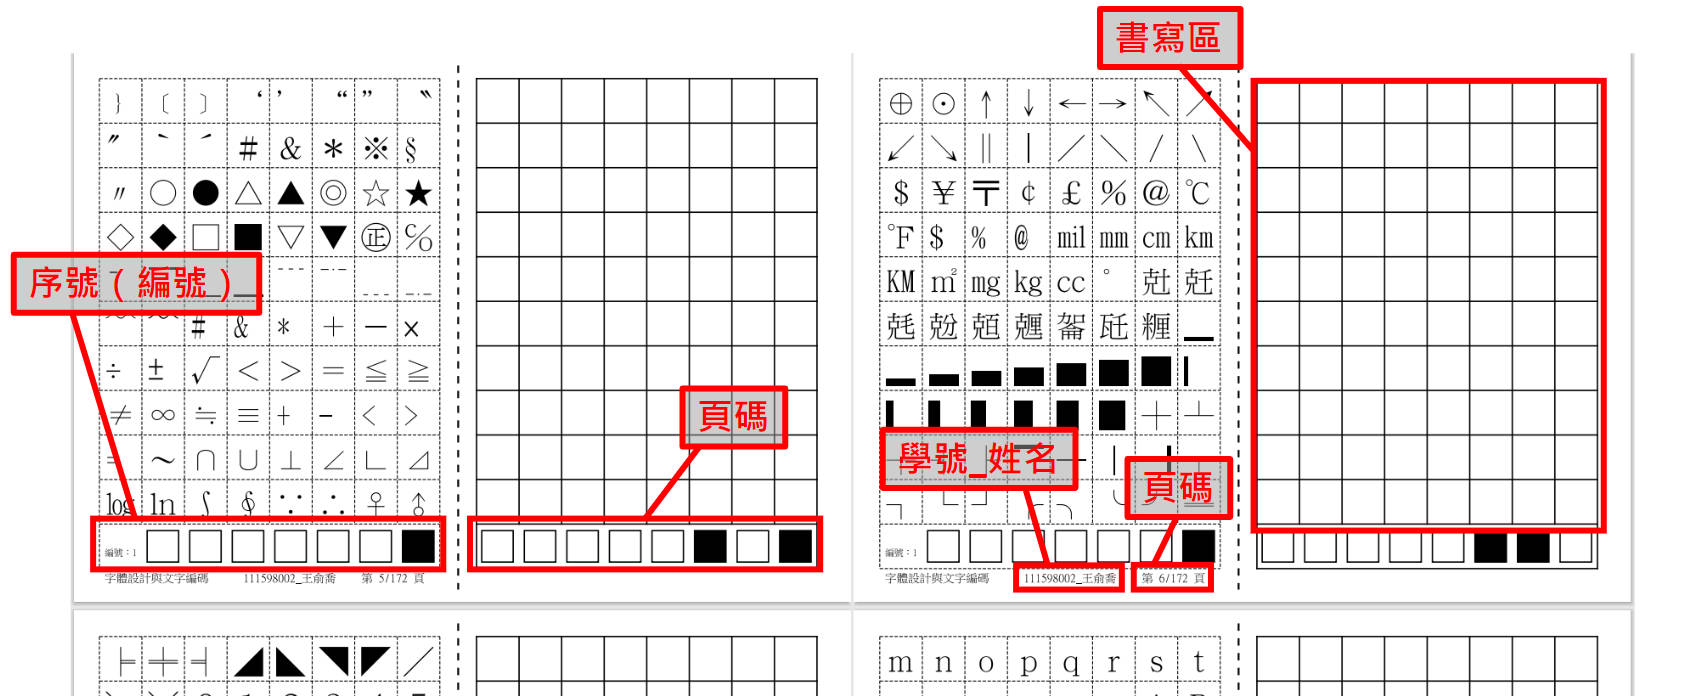 書寫區
﹞ 〔 〕 ‘ ’ “ ” 〝
〞 ‵ ′ # & * ※ §
〃 ○ ● △ ▲ ◎ ☆ ★
◇ ◆ □ ■ ▽ ▼ ㊣ ℅
序號(編號)
# & * + − ×
÷ ± √ < > = ≦ ≧
≠ ∞ ≒ ≡ ﹢ ﹣ ﹤ ﹥
頁碼
∼ ∩ ∪ ⊥ ∠ ∟ ⊿
log ln ∫ ∮ ∵ ∴ ♀ ♂
編號:1
字體設計與文字編碼 111598002_王俞喬 第 5/172 頁
⊕ ⊙ ↑ ↓ ← → ↖ ↗
↙ ↘ ∥ ∣ / \ ∕ ﹨
$ ¥ 〒 ¢ £ % @ ℃
℉ ﹩ ﹪ ﹫ mil mm cm km
KM m² mg kg cc ° 兙 兛
兞 兝 兡 兣 嗧 瓩 糎 ▁
▂ ▃ ▄ ▅ ▆ ▇ █ ▏
▎ ▍ ▌ ▋ ▊ ▉ ┼ ┴
學號_姓名
頁碼
編號:1
字體設計與文字編碼 111598002_王俞喬 第 6/172 頁
╞ ╪ ╡ ◢ ◣ ◥ ◤ ╱
m n o p q r s t